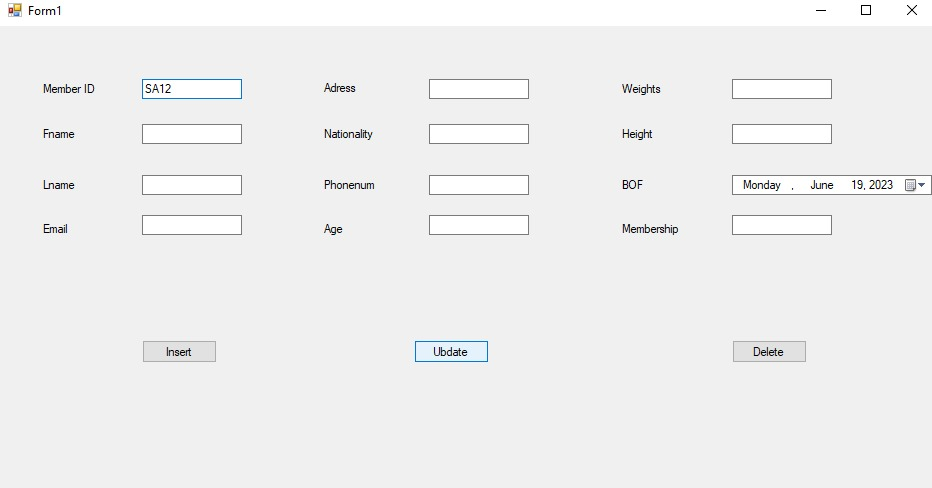 Form1
Member ID SA12 Adress Weights
Fname Nationality Height
Lname Phonenum BOF Monday , June 19, 2023
Email Age Membership
Insert Ubdate Delete